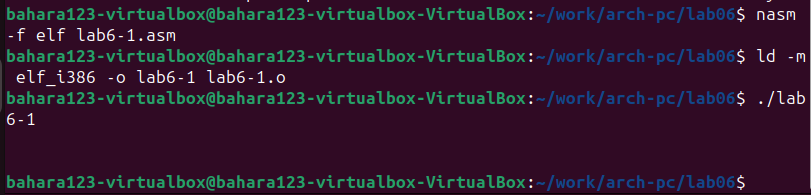 bahara123-virtualbox@bahara123-virtualbox-VirtualBox:~/work/arch-pc/lab06$ nasm
-f elf lab6-1.asm
bahara123-virtualbox@bahara123-virtualbox-VirtualBox:~/work/arch-pc/lab06$ ld -m
 elf_i386 -o lab6-1 lab6-1.o
bahara123-virtualbox@bahara123-virtualbox-VirtualBox:~/work/arch-pc/lab06$ ./lab
6-1
bahara123-virtualbox@bahara123-virtualbox-VirtualBox:~/work/arch-pc/lab06$